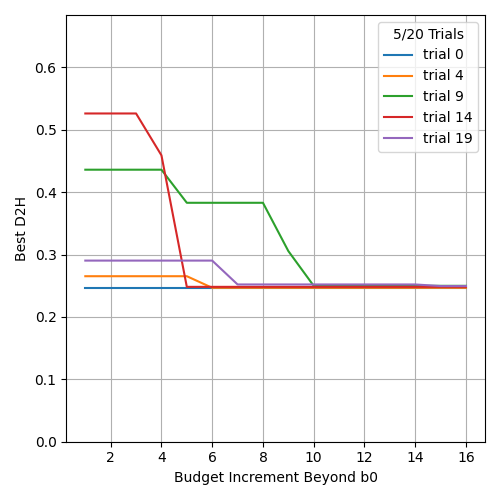 5/20 Trials
trial 0
trial 4
trial 9
trial 14
trial 19
Best D2H
0.6
0.5
0.4
0.3
0.2
0.1
0.0
2 4 6 8 10 12 14 16
Budget Increment Beyond b0